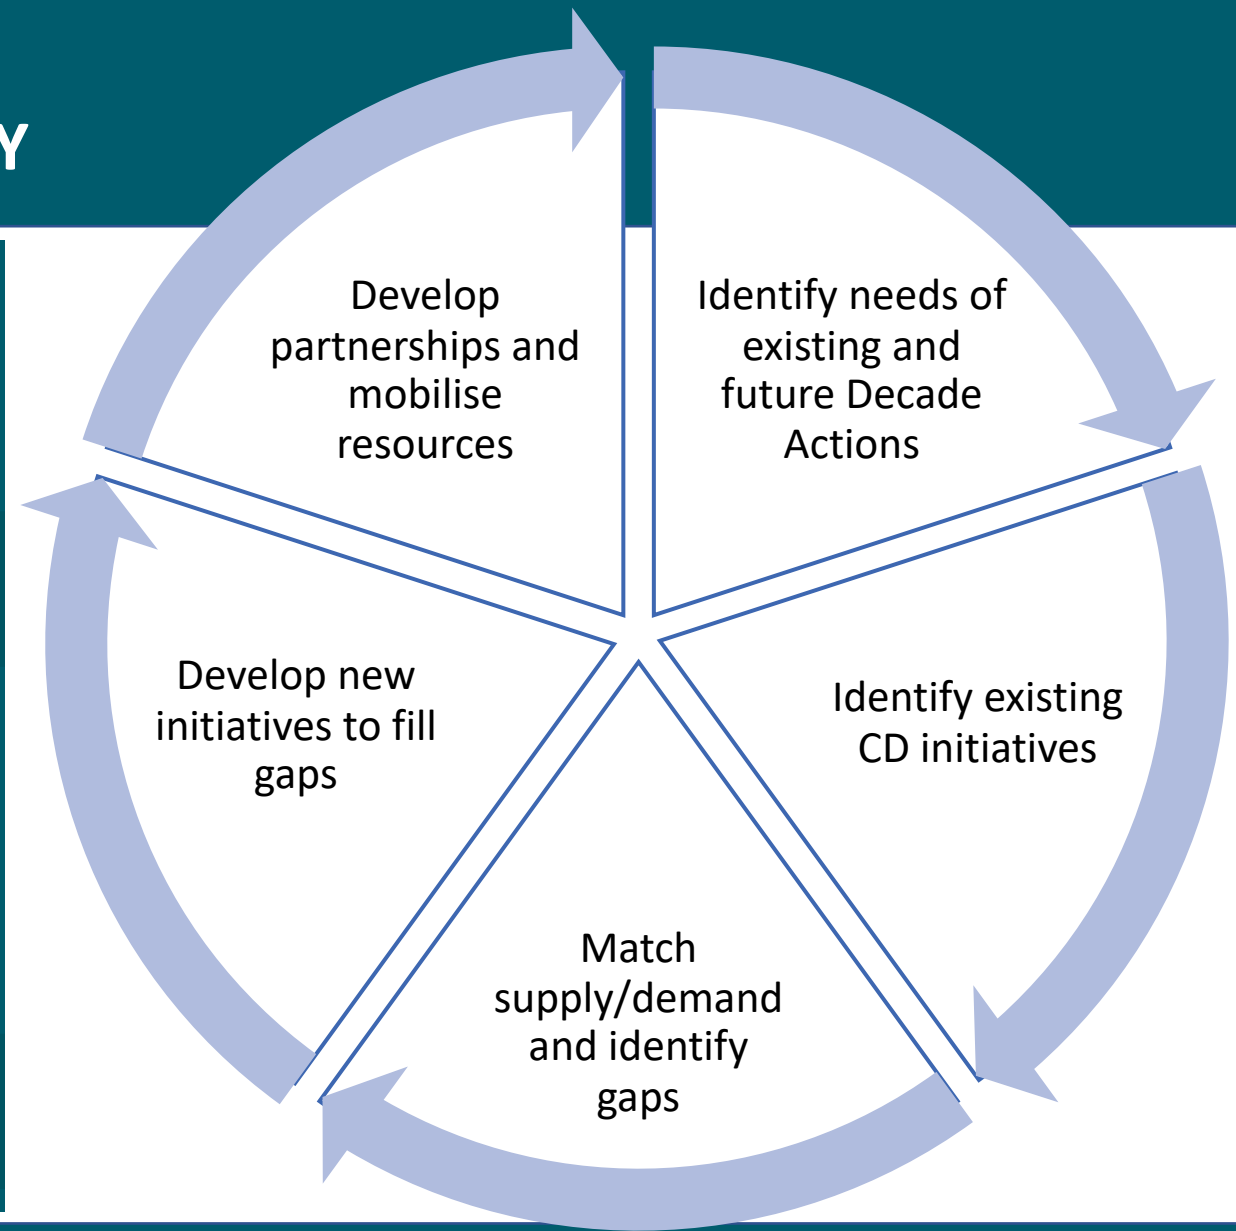 Y
Develop
partnerships and
mobilise
resources
Identify needs of
existing and
future Decade
Actions
Identify existing
CD initiatives
Match
supply/demand
and identify
gaps
Develop new
initiatives to fill
gaps